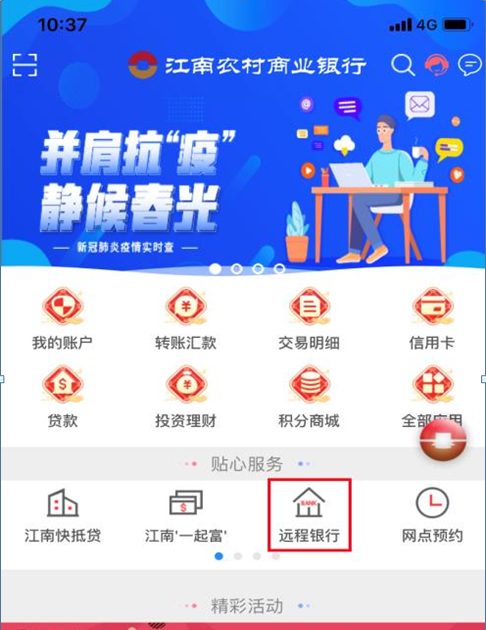 10:37
4G
江南农村商业银行
并肩抗“疫”
静候春光
新冠肺炎疫情实时查
我的账户 转账汇款 交易明细 信用卡
贷款 投资理财 积分商城 全部应用
贴心服务
BANK
江南快抵贷 江南'一起富' 远程银行 网点预约
精彩活动